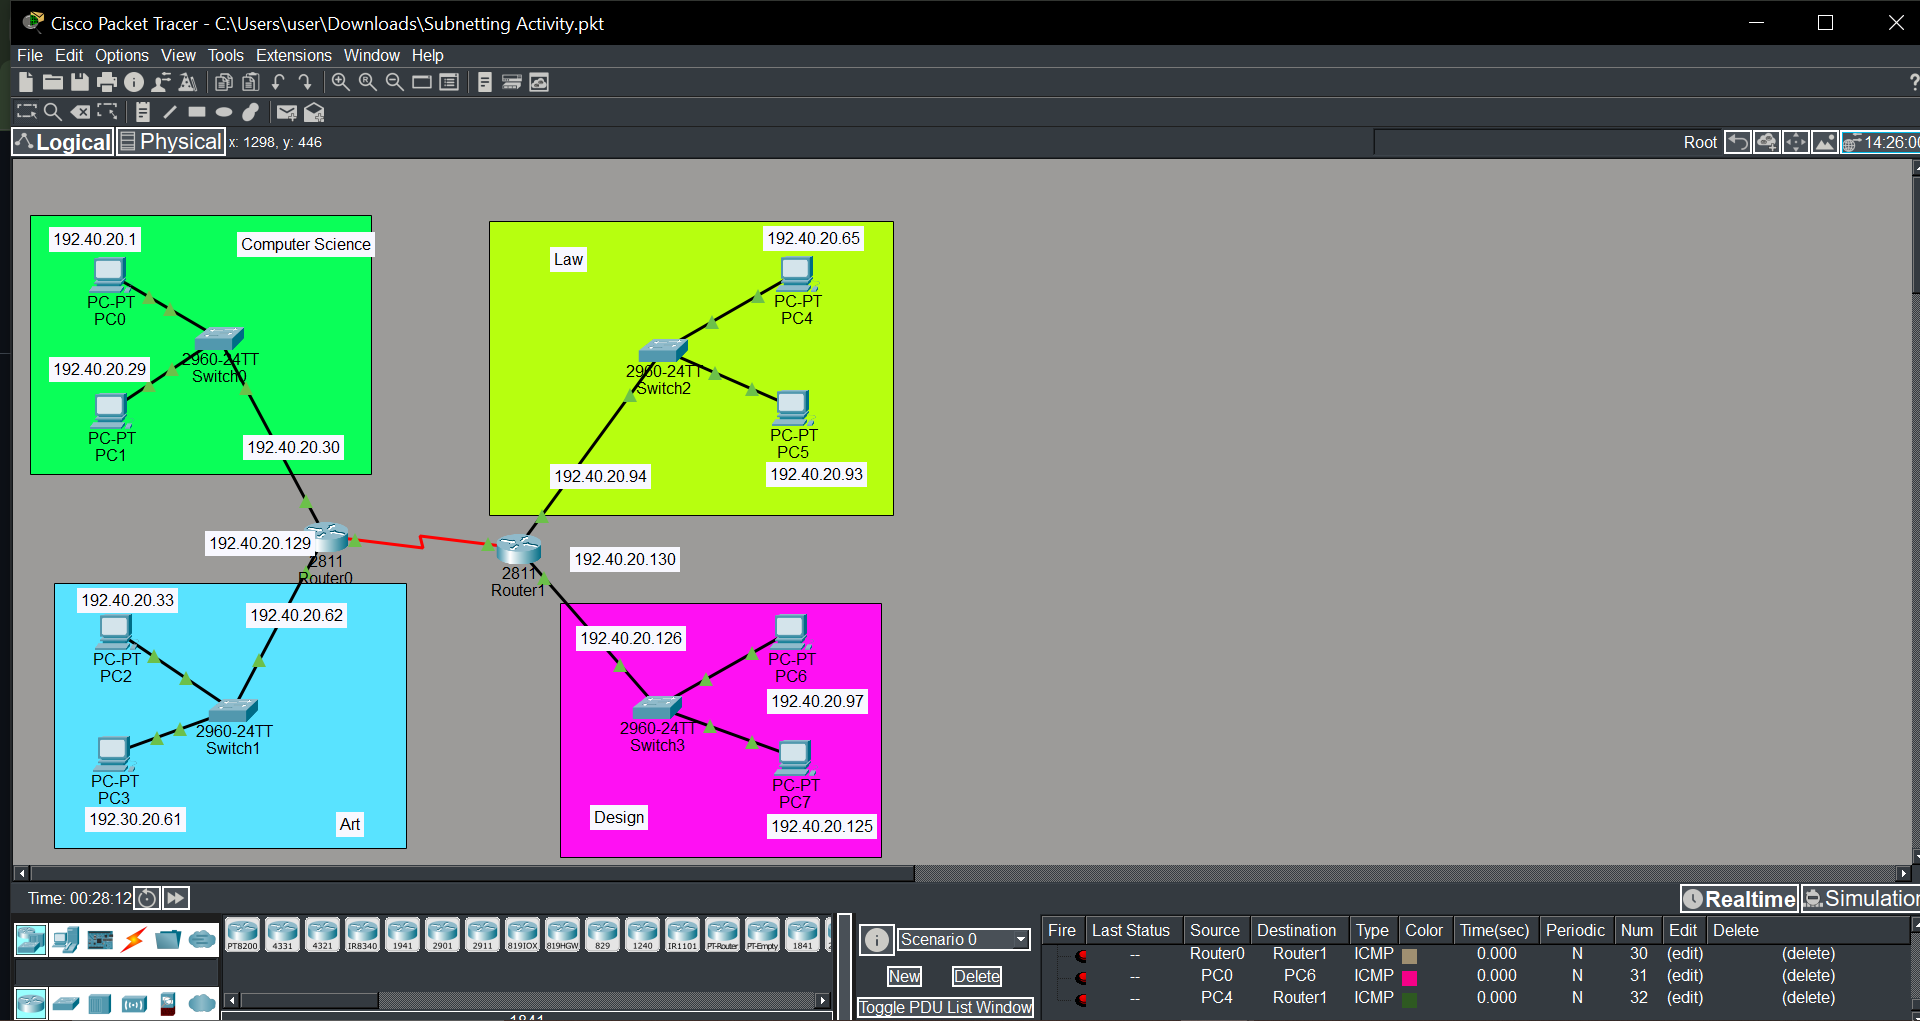 Cisco Packet Tracer - C:\Users\user\Downloads\Subnetting Activity.pkt
File Edit Options View Tools Extensions Window Help
Logical Physical x: 1298, y: 446
Root 14:26:00
192.40.20.1
Computer Science
PC-PT
PC0
2960-24TT
Switch0
192.40.20.29
PC-PT
PC1
192.40.20.30
Law
192.40.20.65
PC-PT
PC4
2960-24TT
Switch2
PC-PT
PC5
192.40.20.93
192.40.20.94
192.40.20.129
2811
Router0
2811
Router1
192.40.20.130
192.40.20.33
192.40.20.62
PC-PT
PC2
2960-24TT
Switch1
PC-PT
PC3
192.30.20.61
Art
192.40.20.126
PC-PT
PC6
192.40.20.97
2960-24TT
Switch3
PC-PT
PC7
192.40.20.125
Design
Time: 00:28:12
Realtime Simulation
PT8200 4331 4321 IR8340 1941 2901 2911 819IOX 819HGW 829 1240 IR1101 PT-Router PT-Empty 1841
1841
Scenario 0
New Delete
Toggle PDU List Window
Fire Last Status Source Destination Type Color Time(sec) Periodic Num Edit Delete
-- Router0 Router1 ICMP 0.000 N 30 (edit) (delete)
-- PC0 PC6 ICMP 0.000 N 31 (edit) (delete)
-- PC4 Router1 ICMP 0.000 N 32 (edit) (delete)